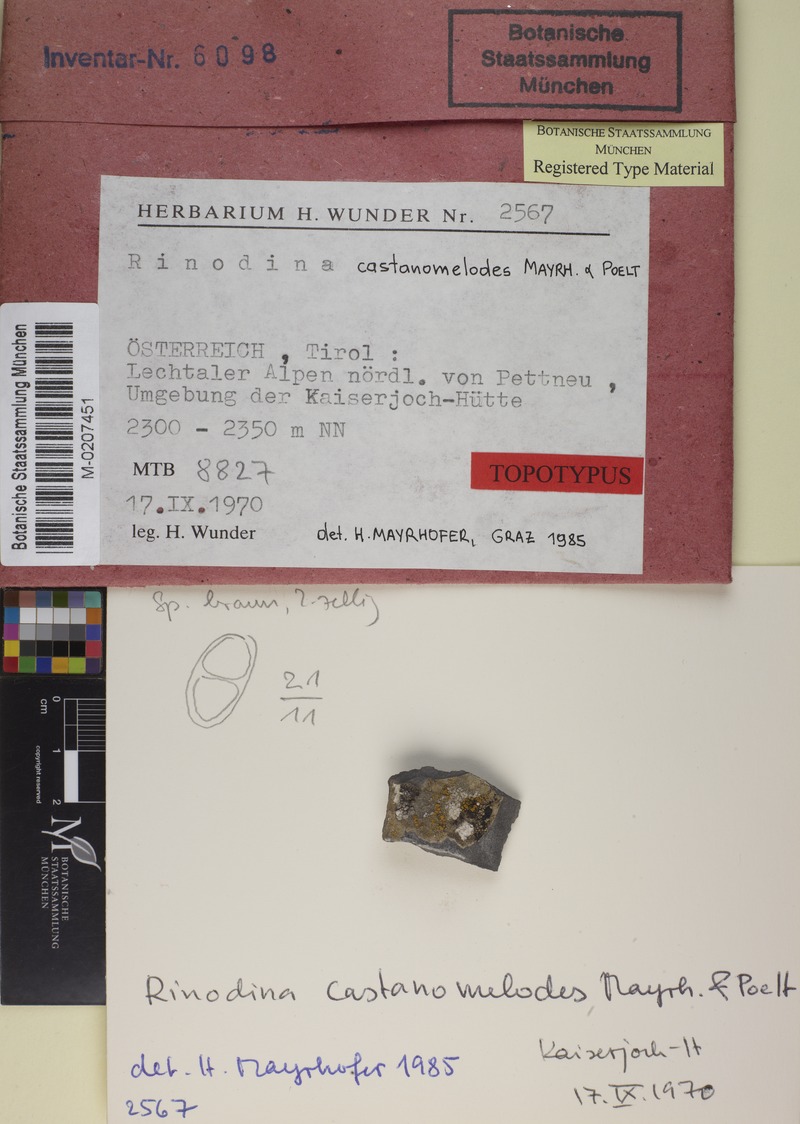 Inventar-Nr. 6098
Botanische
Staatssammlung
München
BOTANISCHE STAATSSAMMLUNG
MÜNCHEN
Registered Type Material
HERBARIUM H. WUNDER Nr. 2567
Rinodina castanomelodes MAYRH. & POELT
ÖSTERREICH , Tirol :
Lechtaler Alpen nördl. von Pettneu ,
Umgebung der Kaiserjoch-Hütte
2300 - 2350 m NN
MTB 8827
TOPOTYPUS
17.IX.1970
leg. H. Wunder det. H. MAYRHOFER, GRAZ 1985
Botanische Staatssammlung München
M-0207451
Sp. braun, 2-zellig
21
11
0 1 2
cm
copyright reserved
M
BOTANISCHE
STAATSSAMMLUNG
MÜNCHEN
Rinodina castanomelodes Mayrh. & Poelt
det. H. Mayrhofer 1985
2567
Kaiserjoch-H
17.IX.1970